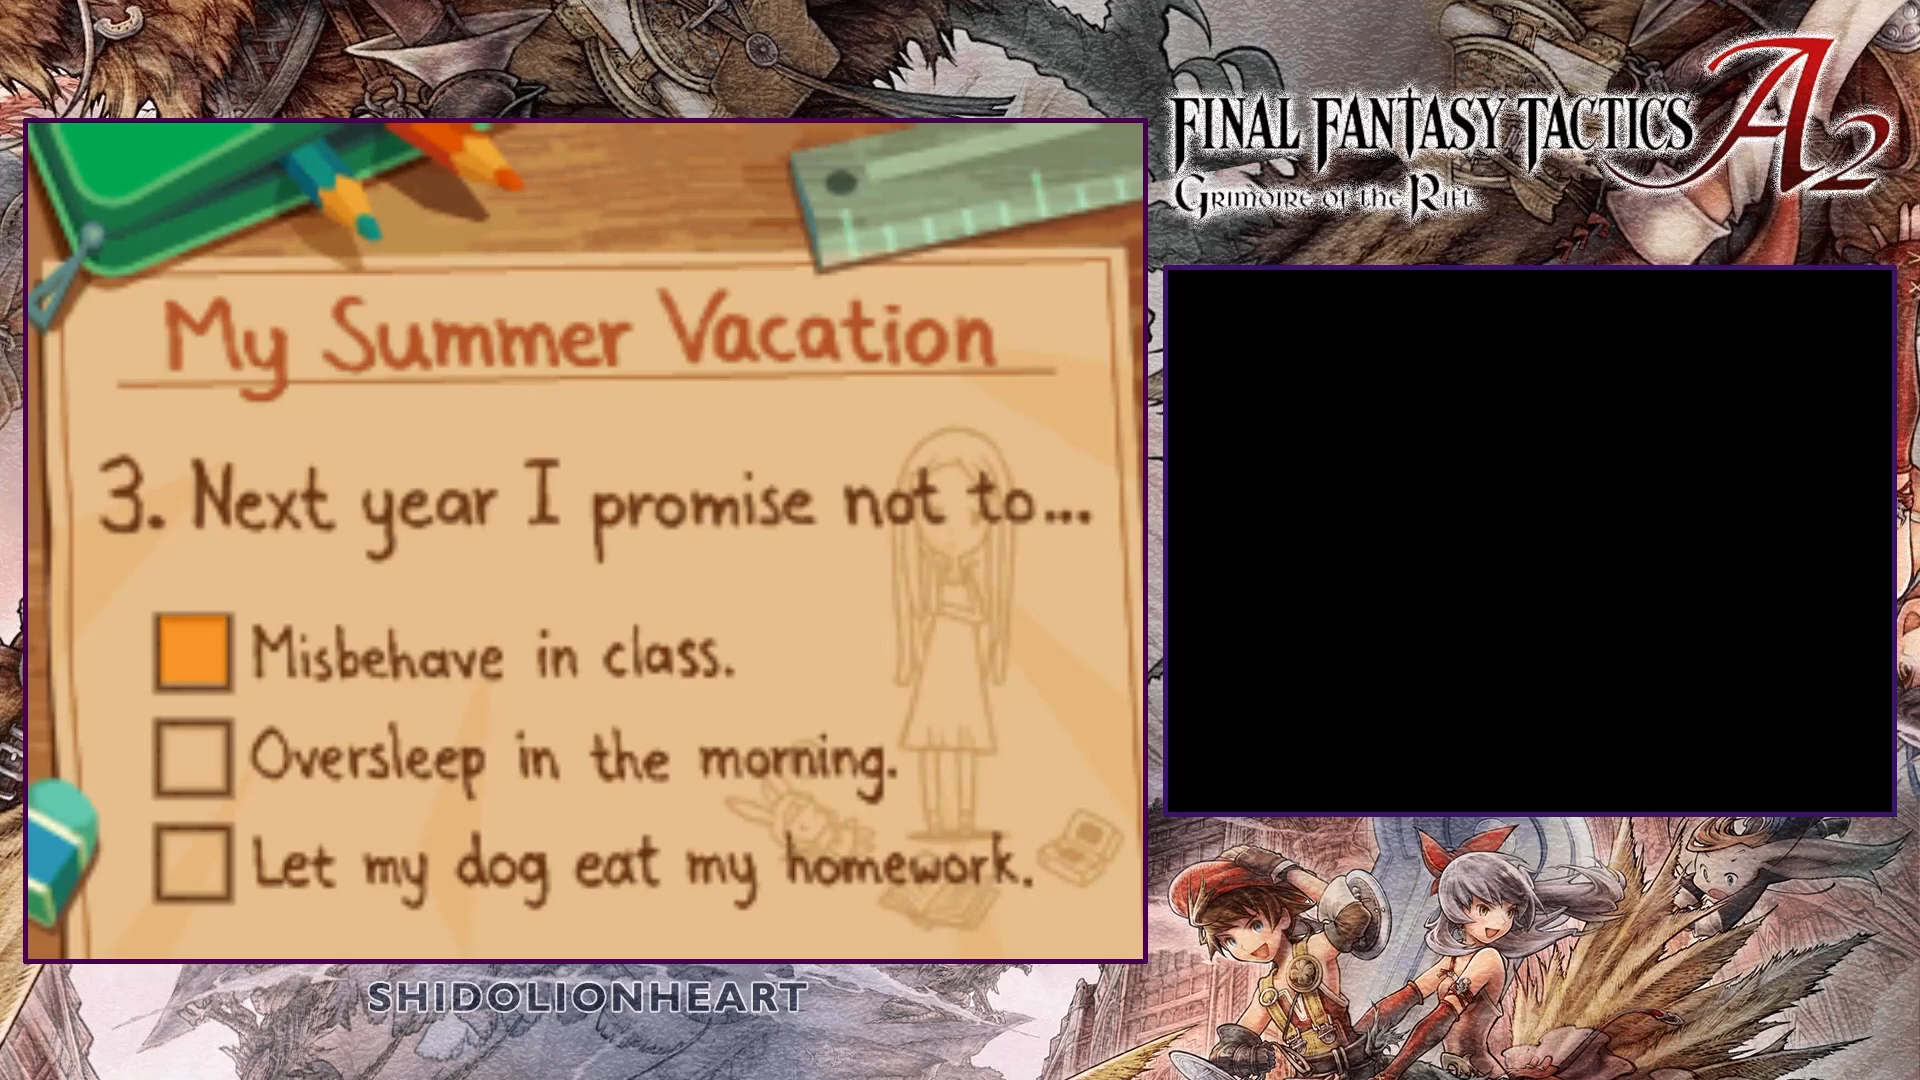 FINAL FANTASY TACTICS A2
GRIMOIRE OF THE RIFT
My Summer Vacation
3. Next year I promise not to...
Misbehave in class.
Oversleep in the morning.
Let my dog eat my homework.
SHIDOLIONHEART